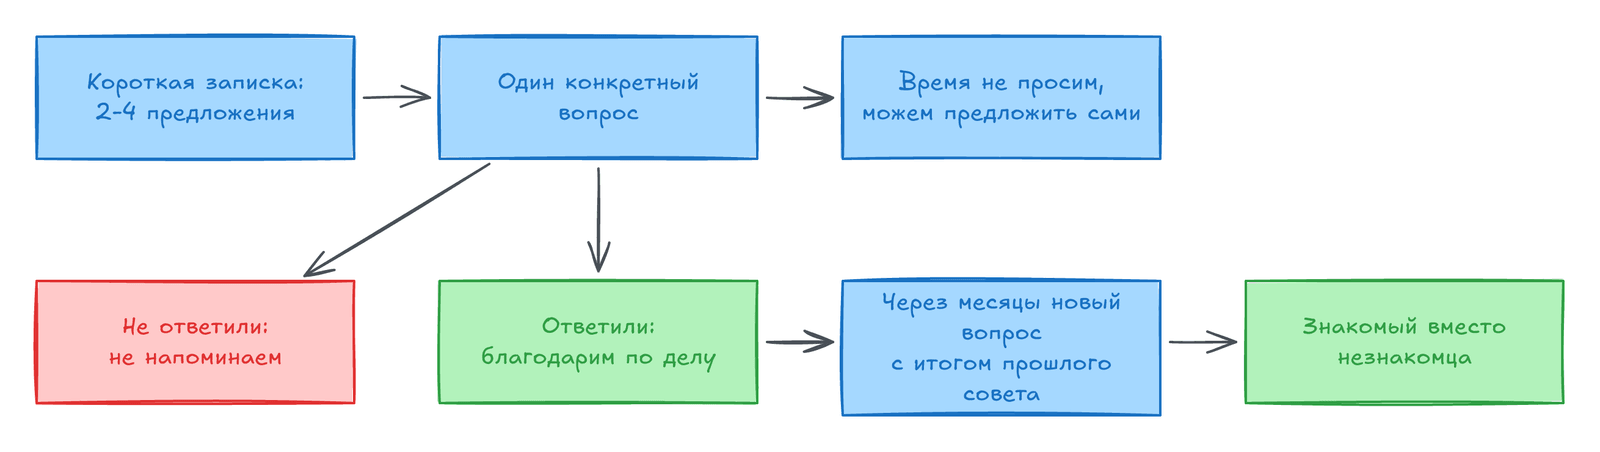 Короткая записка:
2-4 предложения
Один конкретный
вопрос
Время не просим,
можем предложить сами
Не ответили:
не напоминаем
Ответили:
благодарим по делу
Через месяцы новый
вопрос
с итогом прошлого
совета
Знакомый вместо
незнакомца